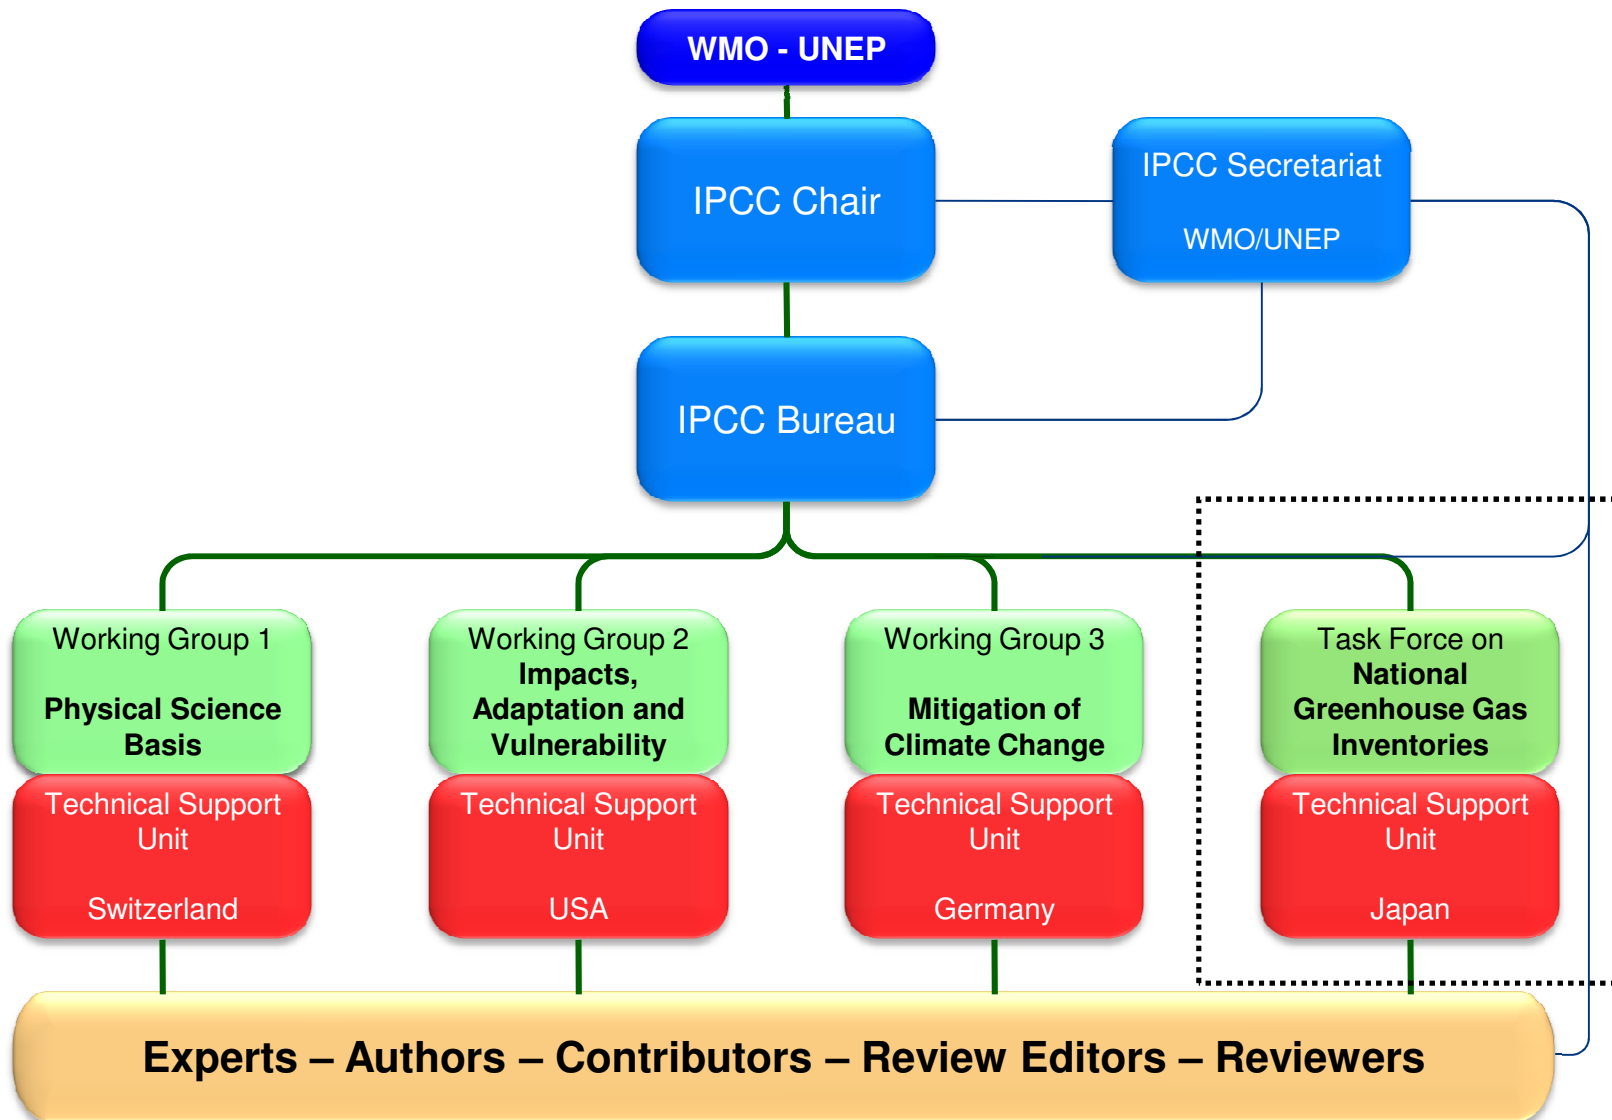 WMO - UNEP
IPCC Chair
IPCC Secretariat
WMO/UNEP
IPCC Bureau
Working Group 1
Physical Science
Basis
Technical Support
Unit
Switzerland
Working Group 2
Impacts,
Adaptation and
Vulnerability
Technical Support
Unit
USA
Working Group 3
Mitigation of
Climate Change
Technical Support
Unit
Germany
Task Force on
National
Greenhouse Gas
Inventories
Technical Support
Unit
Japan
Experts – Authors – Contributors – Review Editors – Reviewers